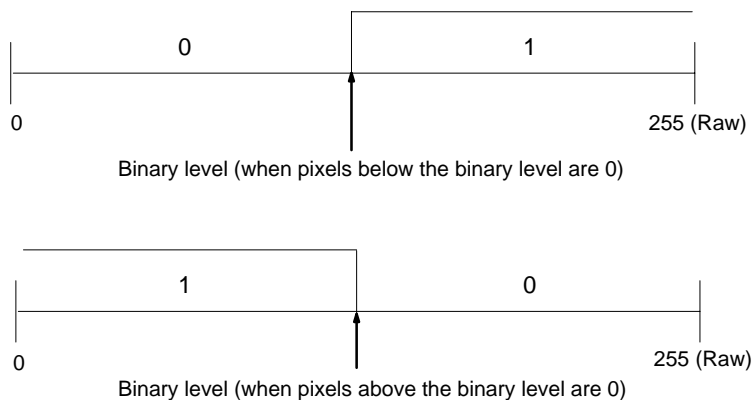 0 1
0 255 (Raw)
Binary level (when pixels below the binary level are 0)
1 0
0 255 (Raw)
Binary level (when pixels above the binary level are 0)